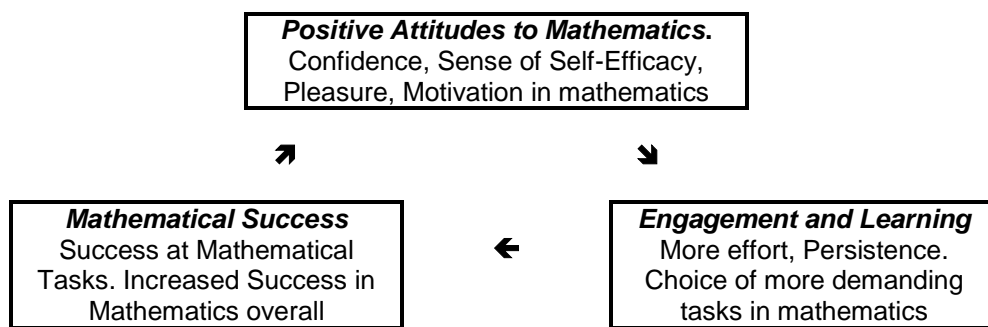 Positive Attitudes to Mathematics.
Confidence, Sense of Self-Efficacy,
Pleasure, Motivation in mathematics
Mathematical Success
Success at Mathematical
Tasks. Increased Success in
Mathematics overall
Engagement and Learning
More effort, Persistence.
Choice of more demanding
tasks in mathematics